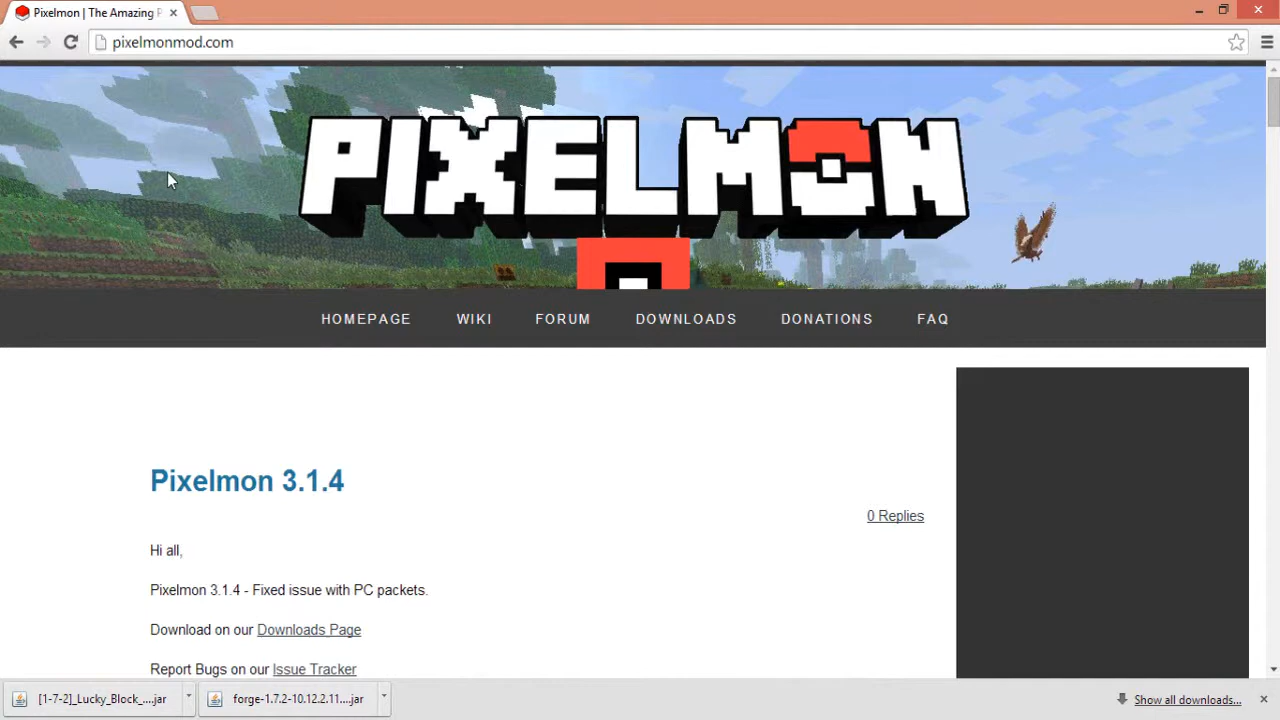 Pixelmon | The Amazing P
pixelmonmod.com
PIXELMON
HOMEPAGE WIKI FORUM DOWNLOADS DONATIONS FAQ
Pixelmon 3.1.4
0 Replies
Hi all,
Pixelmon 3.1.4 - Fixed issue with PC packets.
Download on our Downloads Page
Report Bugs on our Issue Tracker
[1-7-2]_Lucky_Block_....jar forge-1.7.2-10.12.2.11....jar Show all downloads...